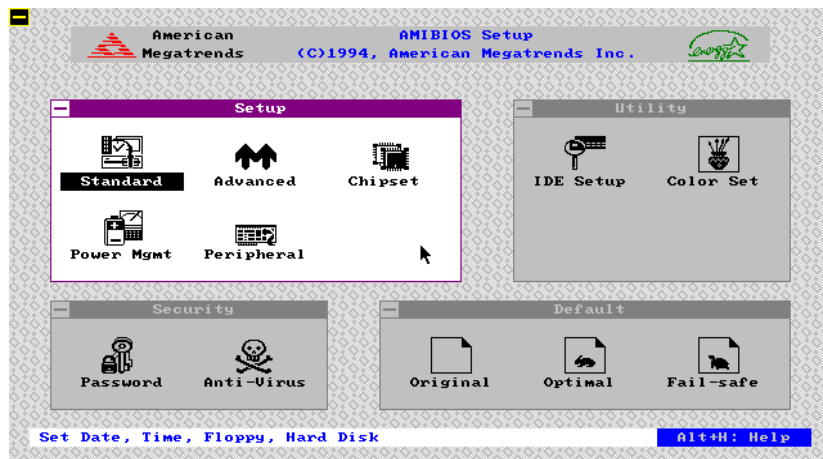 American Megatrends
AMIBIOS Setup
(C)1994, American Megatrends Inc.
energy
Setup
Standard
Advanced
Chipset
Power Mgmt
Peripheral
Utility
IDE Setup
Color Set
Security
Password
Anti-Virus
Default
Original
Optimal
Fail-safe
Set Date, Time, Floppy, Hard Disk
Alt+H: Help